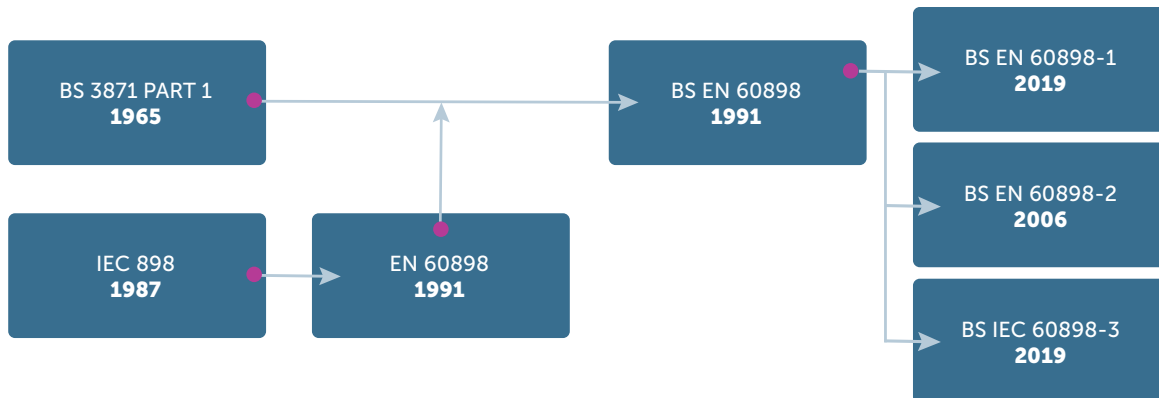 BS 3871 PART 1
1965
BS EN 60898
1991
BS EN 60898-1
2019
BS EN 60898-2
2006
IEC 898
1987
EN 60898
1991
BS IEC 60898-3
2019